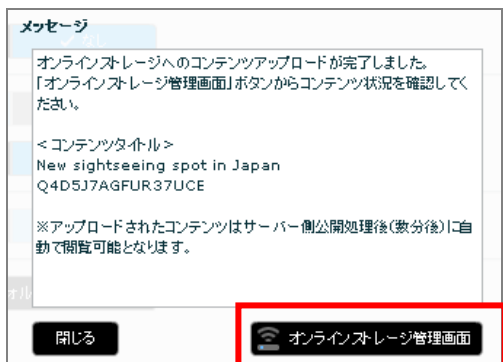 メッセージ
オンラインストレージへのコンテンツアップロードが完了しました。
「オンラインストレージ管理画面」ボタンからコンテンツ状況を確認してく
ださい。
<コンテンツタイトル>
New sightseeing spot in Japan
Q4D5J7AGFUR37UCE
※アップロードされたコンテンツはサーバー側公開処理後(数分後)に自
動で閲覧可能となります。
閉じる
オンラインストレージ管理画面